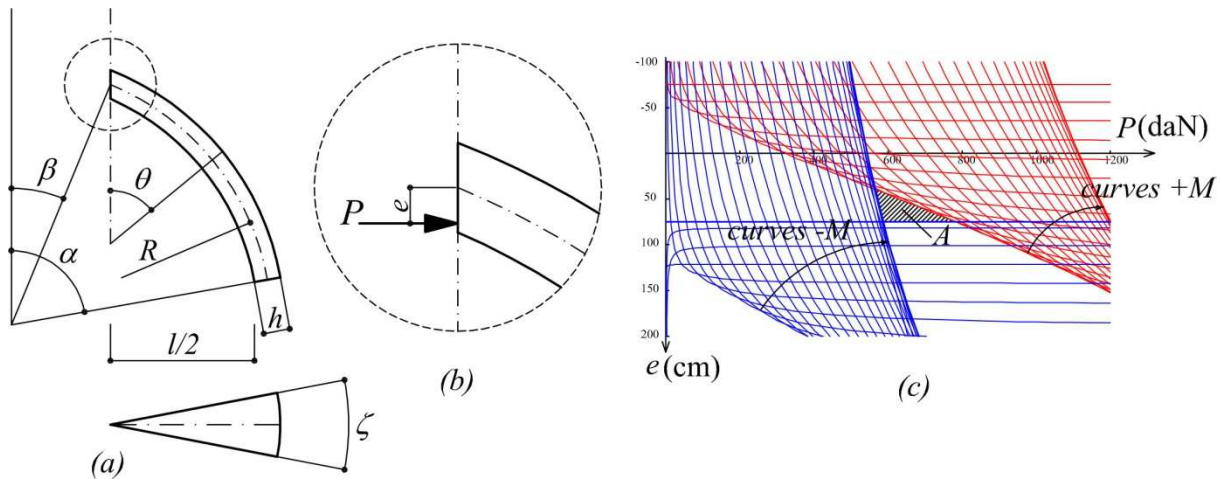 β
θ
R
α
h
l/2
ζ
(a)
P
e
(b)
-100
-50
50
100
150
200
200
400
600
800
1000
1200
P(daN)
curves +M
curves -M
A
e(cm)
(c)